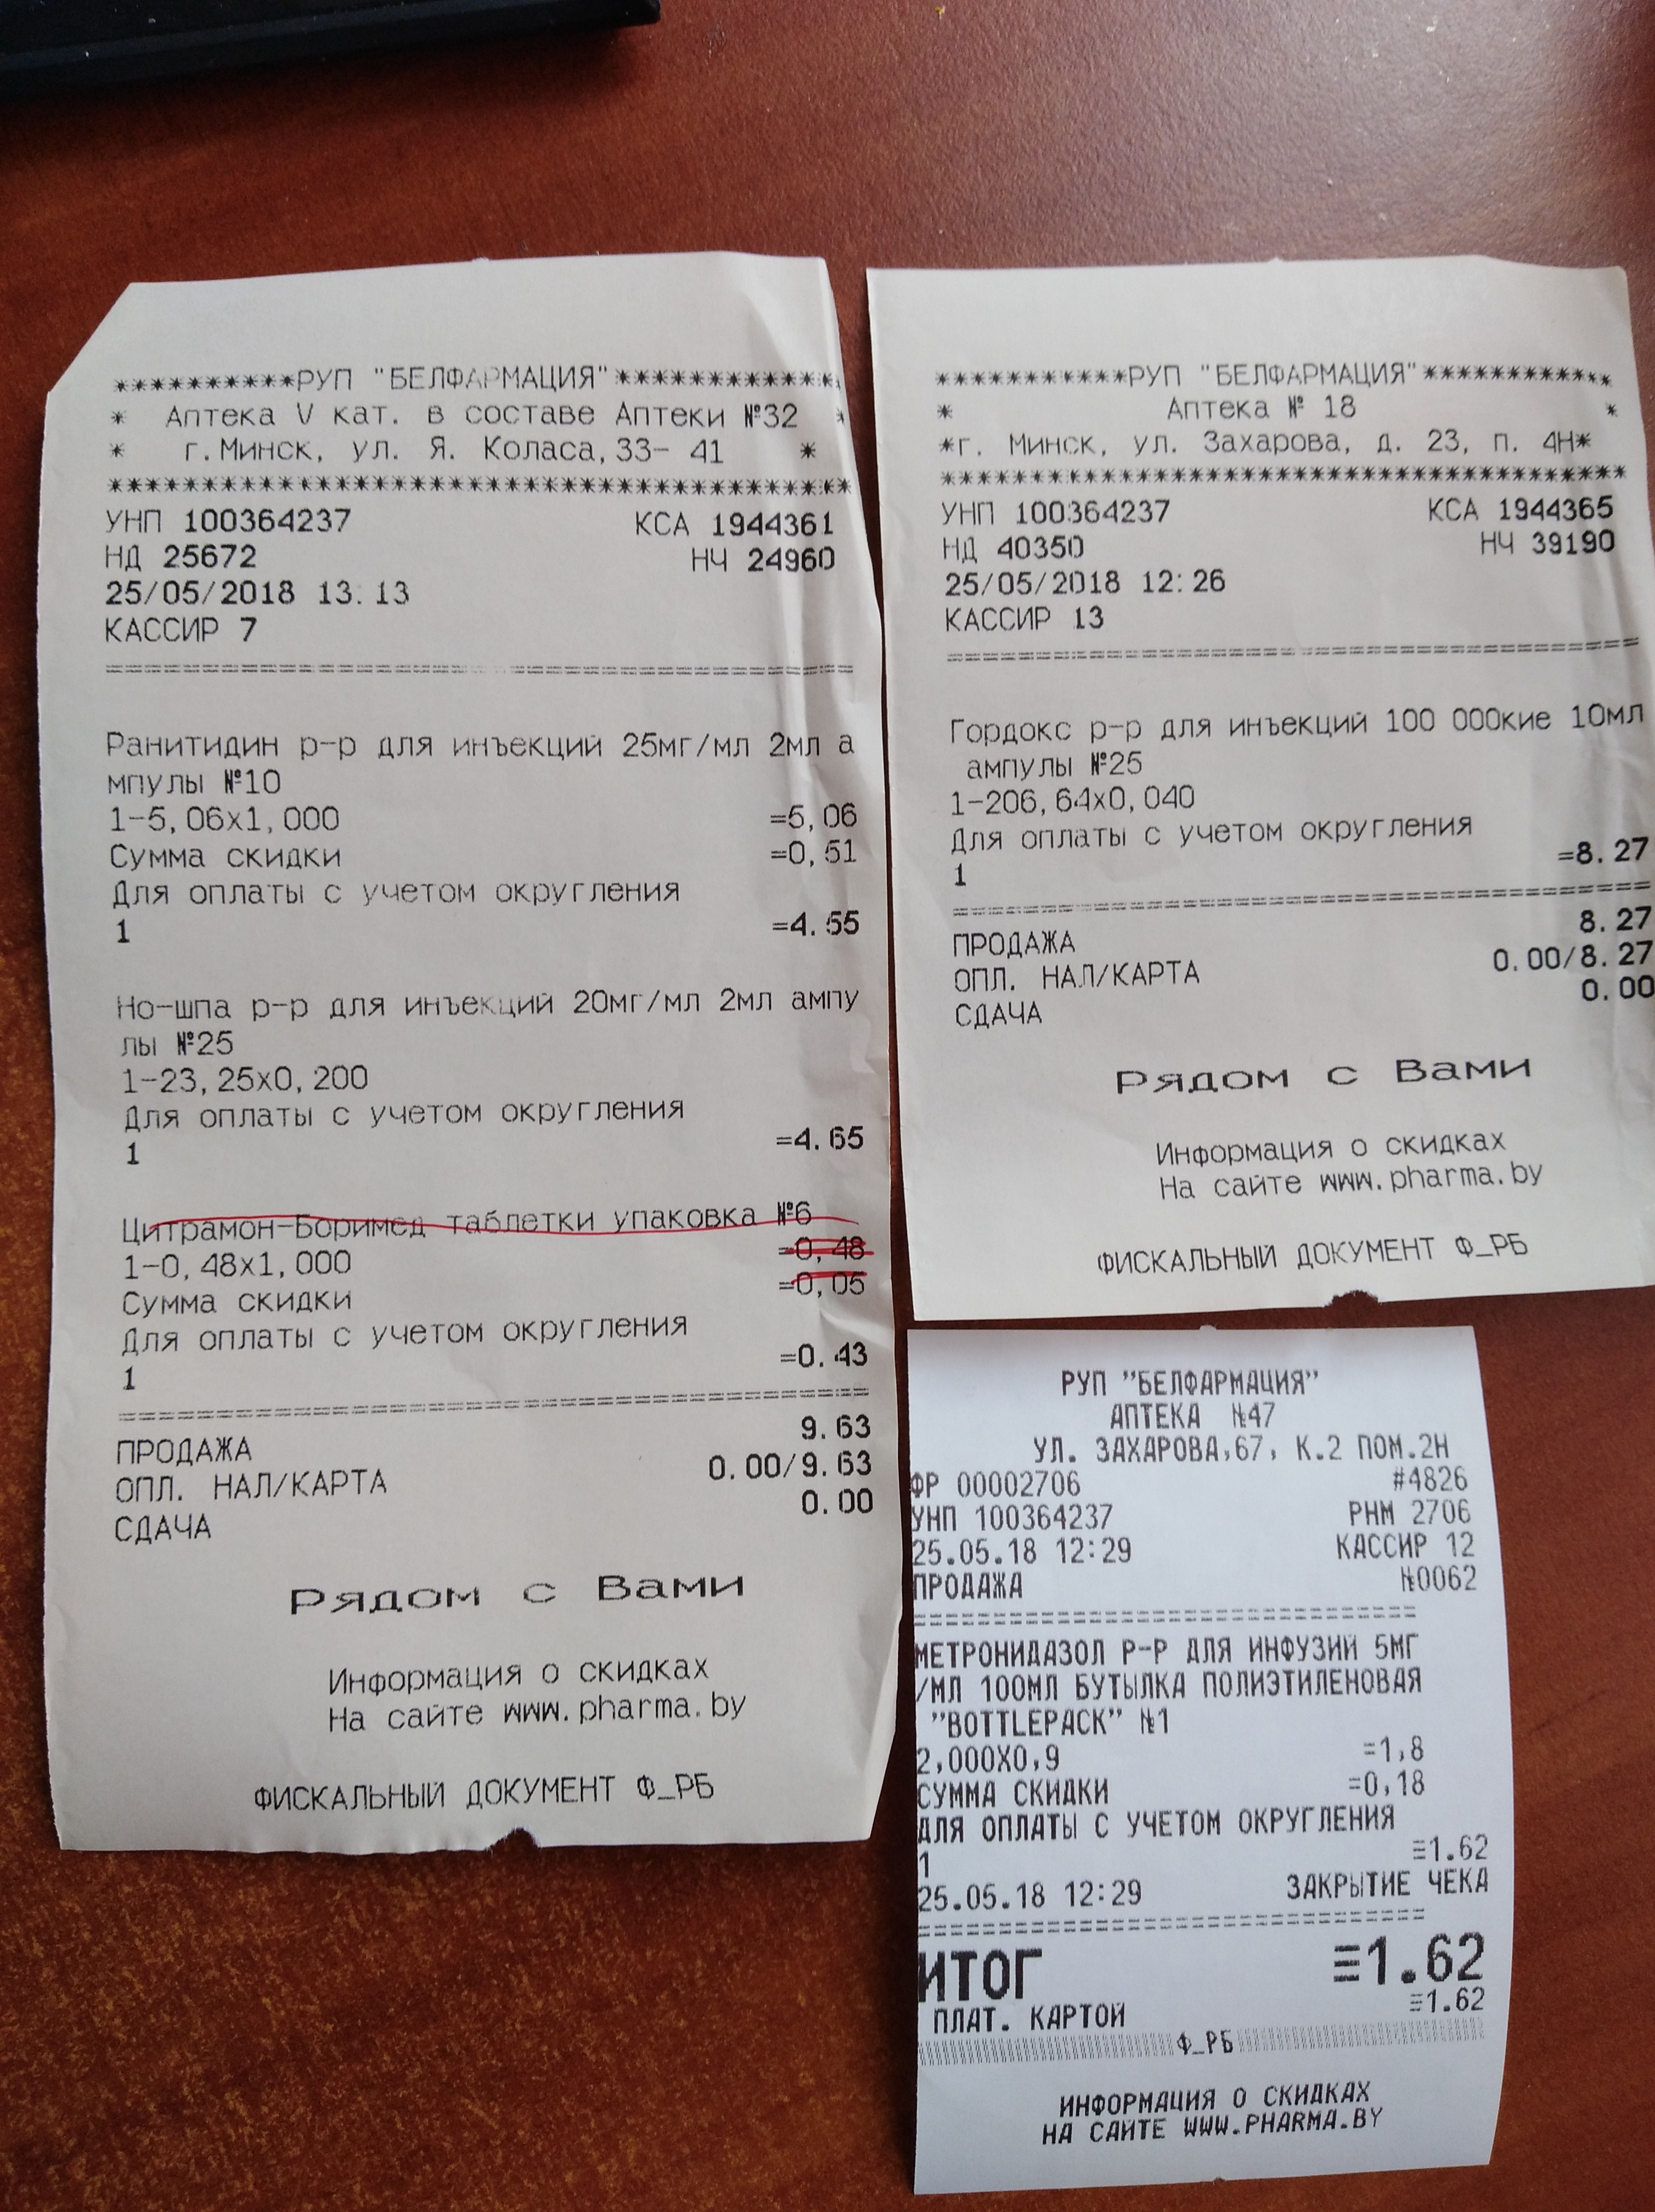 **********РУП "БЕЛФАРМАЦИЯ"************
* Аптека V кат. в составе Аптеки №32 *
* г.Минск, ул. Я. Коласа,33- 41 *
****************************************
УНП 100364237 КСА 1944361
НД 25672 НЧ 24960
25/05/2018 13:13
КАССИР 7
Ранитидин р-р для инъекций 25мг/мл 2мл а
мпулы №10
1-5,06х1,000 =5,06
Сумма скидки =0,51
Для оплаты с учетом округления
1 =4.55
Но-шпа р-р для инъекций 20мг/мл 2мл ампу
лы №25
1-23,25х0,200
Для оплаты с учетом округления
1 =4.65
Цитрамон-Боримед таблетки упаковка №6
1-0,48х1,000 =0,48
Сумма скидки =0,05
Для оплаты с учетом округления
1 =0.43
ПРОДАЖА 9.63
ОПЛ. НАЛ/КАРТА 0.00/9.63
СДАЧА 0.00
Рядом с Вами
Информация о скидках
На сайте www.pharma.by
ФИСКАЛЬНЫЙ ДОКУМЕНТ Ф_РБ
***********РУП "БЕЛФАРМАЦИЯ"************
* Аптека № 18 *
*г. Минск, ул. Захарова, д. 23, п. 4Н*
****************************************
УНП 100364237 КСА 1944365
НД 40350 НЧ 39190
25/05/2018 12:26
КАССИР 13
Гордокс р-р для инъекций 100 000кие 10мл
ампулы №25
1-206,64х0,040
Для оплаты с учетом округления
1 =8.27
ПРОДАЖА 8.27
ОПЛ. НАЛ/КАРТА 0.00/8.27
СДАЧА 0.00
Рядом с Вами
Информация о скидках
На сайте www.pharma.by
ФИСКАЛЬНЫЙ ДОКУМЕНТ Ф_РБ
РУП "БЕЛФАРМАЦИЯ"
АПТЕКА №47
УЛ. ЗАХАРОВА,67, К.2 ПОМ.2Н
ФР 00002706 #4826
УНП 100364237 РНМ 2706
25.05.18 12:29 КАССИР 12
ПРОДАЖА №0062
МЕТРОНИДАЗОЛ Р-Р ДЛЯ ИНФУЗИЙ 5МГ
/МЛ 100МЛ БУТЫЛКА ПОЛИЭТИЛЕНОВАЯ
"BOTTLEPACK" №1
2,000Х0,9 =1,8
СУММА СКИДКИ =0,18
ДЛЯ ОПЛАТЫ С УЧЕТОМ ОКРУГЛЕНИЯ
1 ≡1.62
25.05.18 12:29 ЗАКРЫТИЕ ЧЕКА
ИТОГ ≡1.62
ПЛАТ. КАРТОЙ ≡1.62
Ф_РБ
ИНФОРМАЦИЯ О СКИДКАХ
НА САЙТЕ WWW.PHARMA.BY